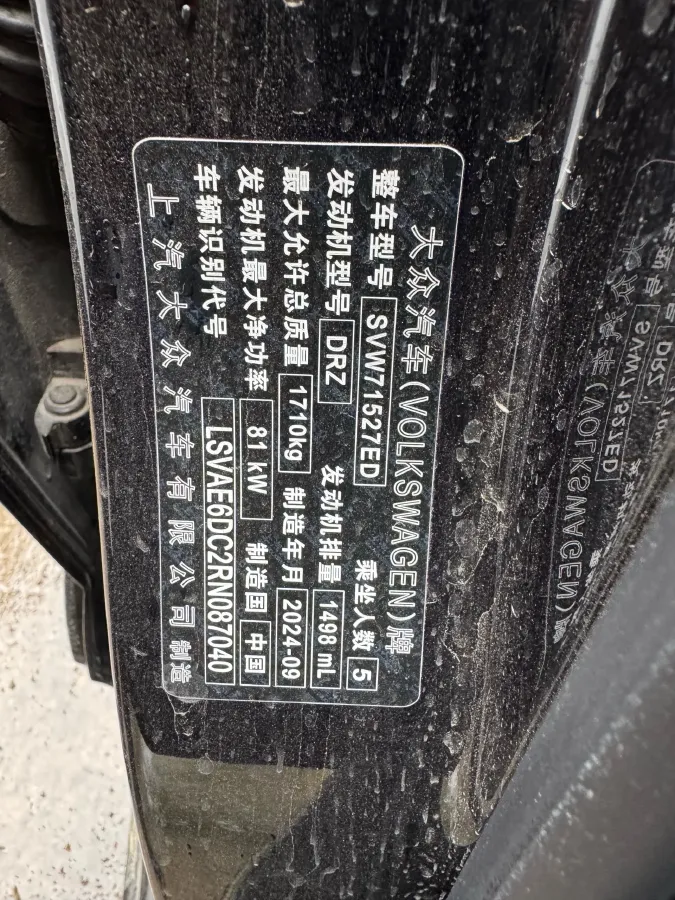 大众汽车(VOLKSWAGEN)牌
整车型号 SVW71527ED 乘坐人数 5
发动机型号 DRZ 发动机排量 1498 mL
最大允许总质量 1710kg 制造年月 2024-09
发动机最大净功率 81 kW 制造国 中国
车辆识别代号 LSVAE6DC2RN087040
上汽大众汽车有限公司 制造